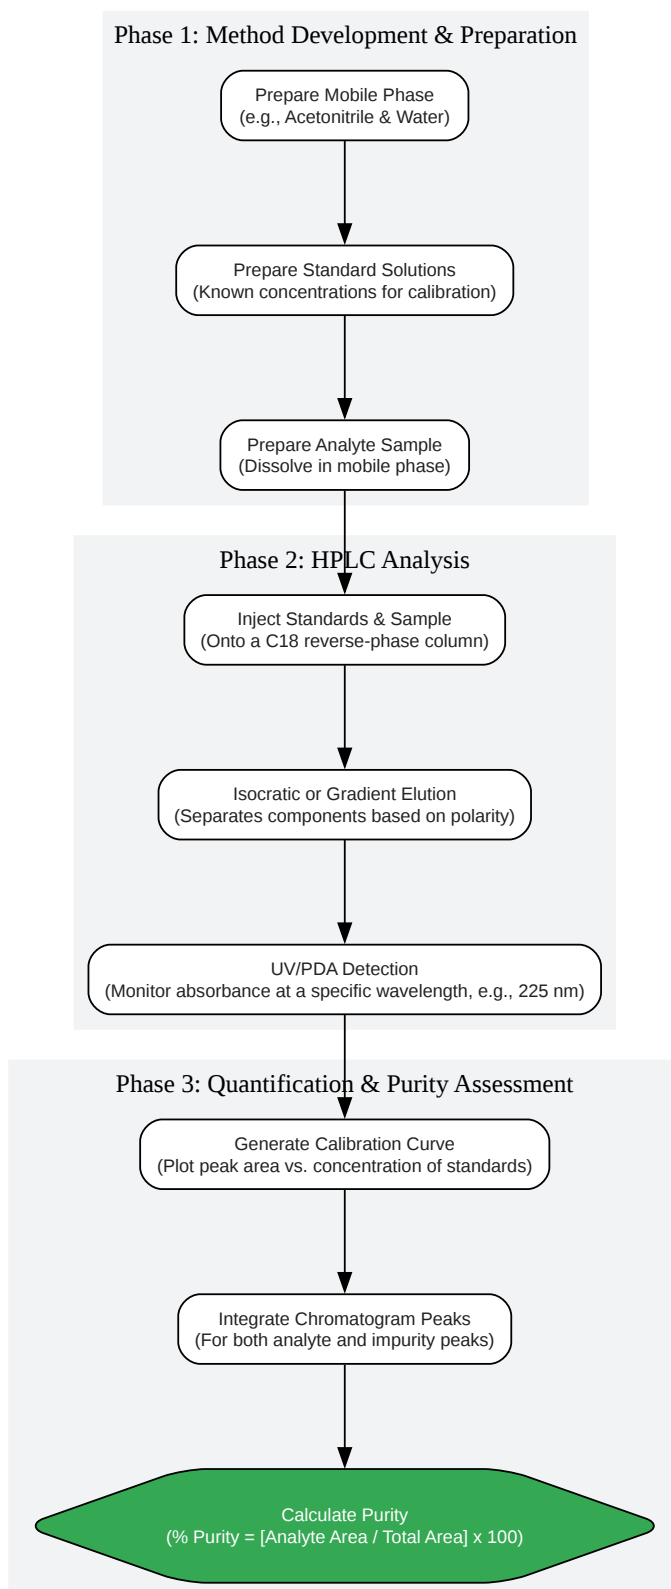 Phase 1: Method Development & Preparation
Prepare Mobile Phase
(e.g., Acetonitrile & Water)
Prepare Standard Solutions
(Known concentrations for calibration)
Prepare Analyte Sample
(Dissolve in mobile phase)
Phase 2: HPLC Analysis
Inject Standards & Sample
(Onto a C18 reverse-phase column)
Isocratic or Gradient Elution
(Separates components based on polarity)
UV/PDA Detection
(Monitor absorbance at a specific wavelength, e.g., 225 nm)
Phase 3: Quantification & Purity Assessment
Generate Calibration Curve
(Plot peak area vs. concentration of standards)
Integrate Chromatogram Peaks
(For both analyte and impurity peaks)
Calculate Purity
(% Purity = [Analyte Area / Total Area] x 100)